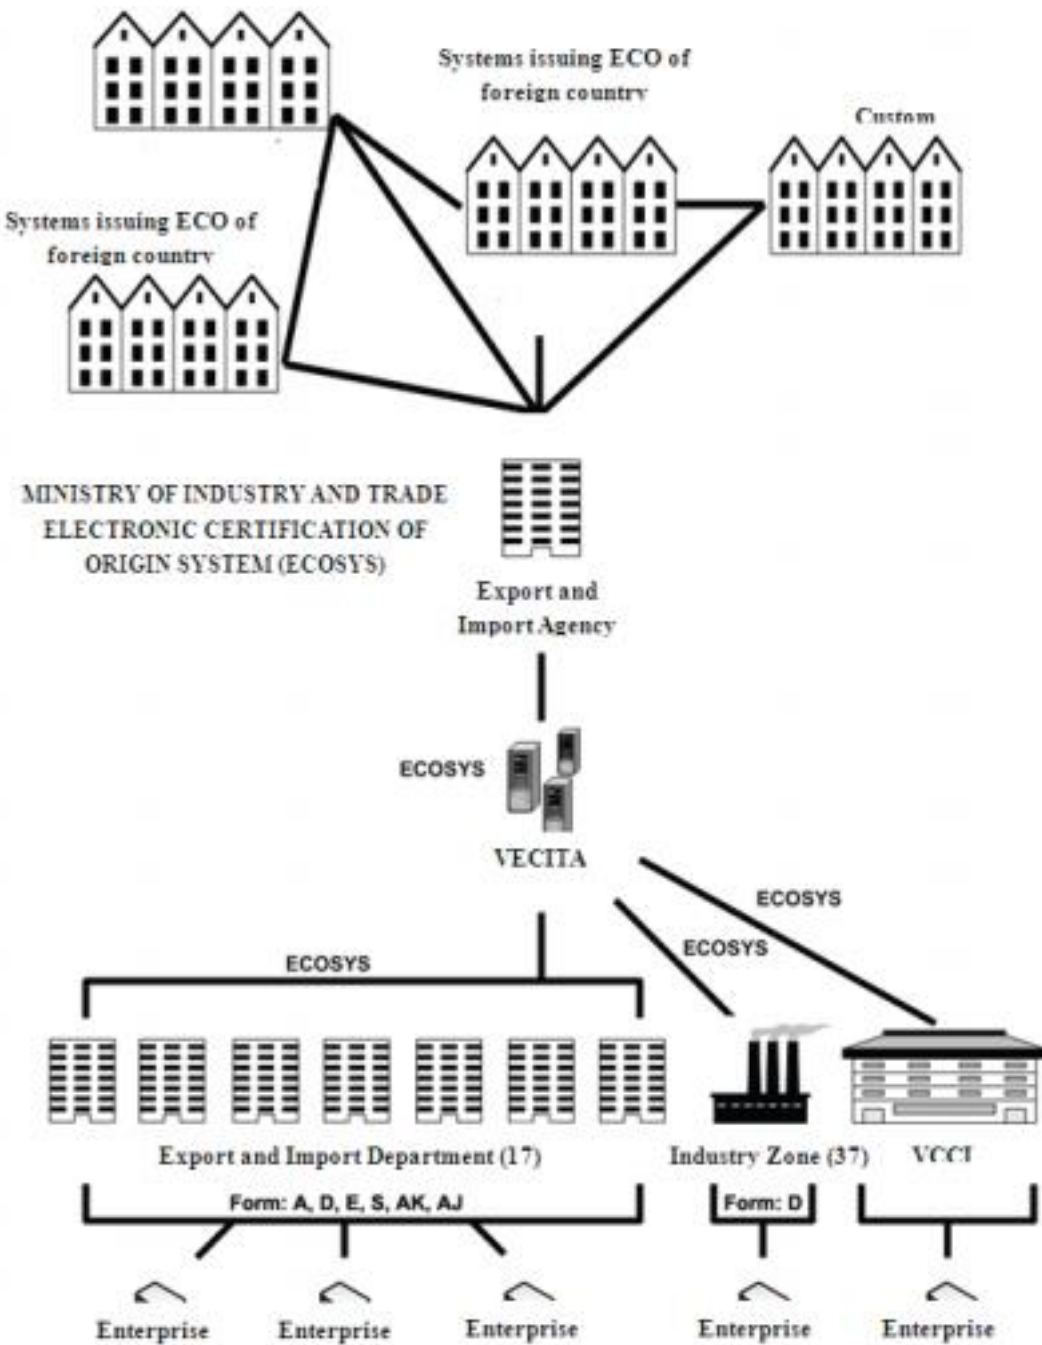 Systems issuing ECO of
foreign country
Custom
Systems issuing ECO of
foreign country
MINISTRY OF INDUSTRY AND TRADE
ELECTRONIC CERTIFICATION OF
ORIGIN SYSTEM (ECOSYS)
Export and
Import Agency
ECOSYS
VECITA
ECOSYS
ECOSYS
ECOSYS
Export and Import Department (17)
Industry Zone (37)
VCCI
Form: A, D, E, S, AK, AJ
Form: D
Enterprise
Enterprise
Enterprise
Enterprise
Enterprise